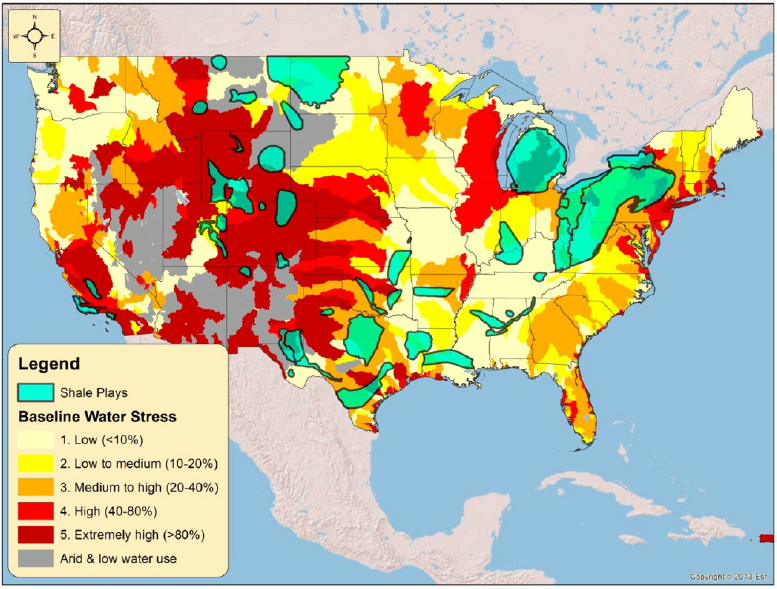 N
W E
S
Legend
Shale Plays
Baseline Water Stress
1. Low (<10%)
2. Low to medium (10-20%)
3. Medium to high (20-40%)
4. High (40-80%)
5. Extremely high (>80%)
Arid & low water use
Copyright © 2013 Esri